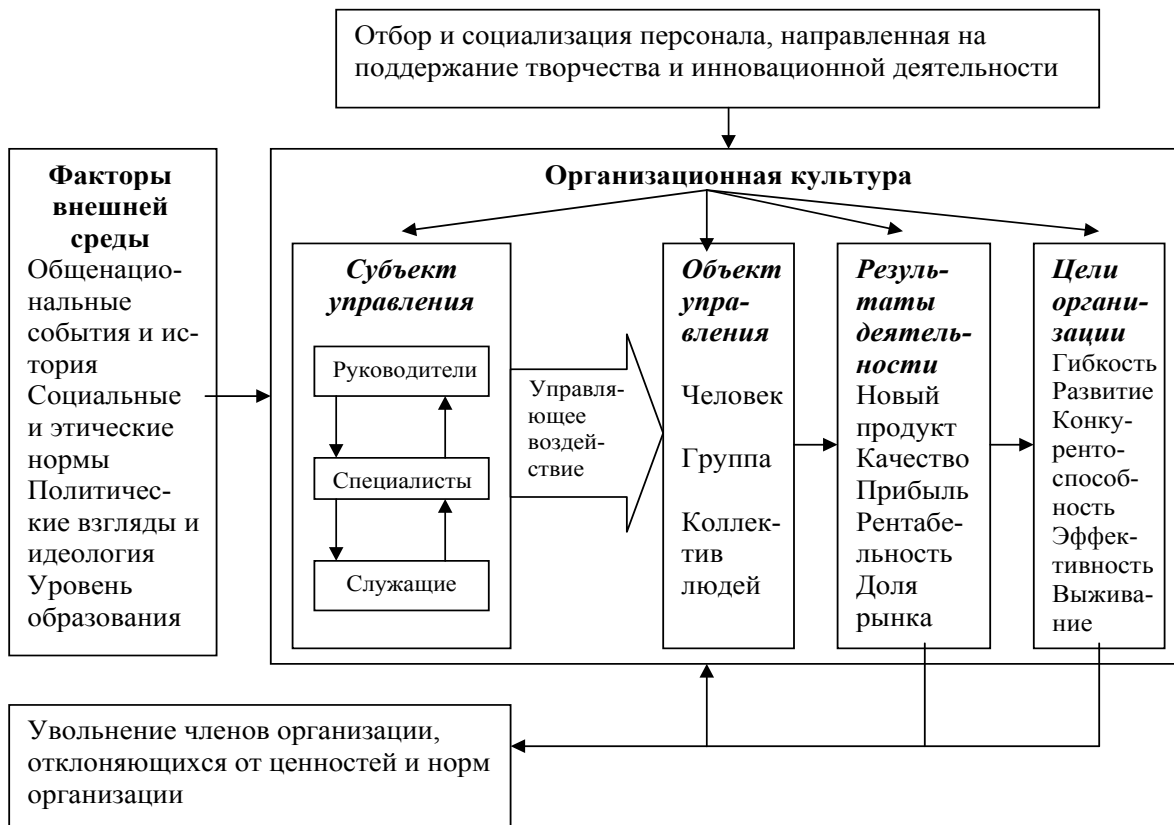 Отбор и социализация персонала, направленная на
поддержание творчества и инновационной деятельности
Факторы
внешней
среды
Общенацио-
нальные
события и ис-
тория
Социальные
и этические
нормы
Политичес-
кие взгляды и
идеология
Уровень
образования
Организационная культура
Субъект
управления
Руководители
Специалисты
Служащие
Управля-
ющее
воздей-
ствие
Объект
упра-
вления
Человек
Группа
Коллек-
тив
людей
Резуль-
таты
деятель-
ности
Новый
продукт
Качество
Прибыль
Рентабе-
льность
Доля
рынка
Цели
органи-
зации
Гибкость
Развитие
Конку-
ренто-
способ-
ность
Эффек-
тивность
Выжива-
ние
Увольнение членов организации,
отклоняющихся от ценностей и норм
организации